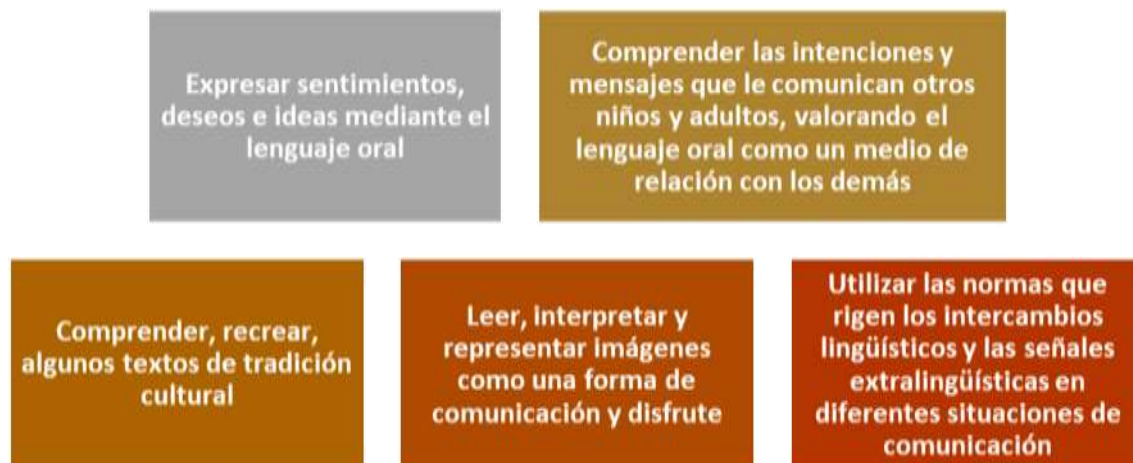 Expresar sentimientos,
deseos e ideas mediante el
lenguaje oral
Comprender las intenciones y
mensajes que le comunican otros
niños y adultos, valorando el
lenguaje oral como un medio de
relación con los demás
Comprender, recrear,
algunos textos de tradición
cultural
Leer, interpretar y
representar imágenes
como una forma de
comunicación y disfrute
Utilizar las normas que
rigen los intercambios
lingüísticos y las señales
extralingüísticas en
diferentes situaciones de
comunicación